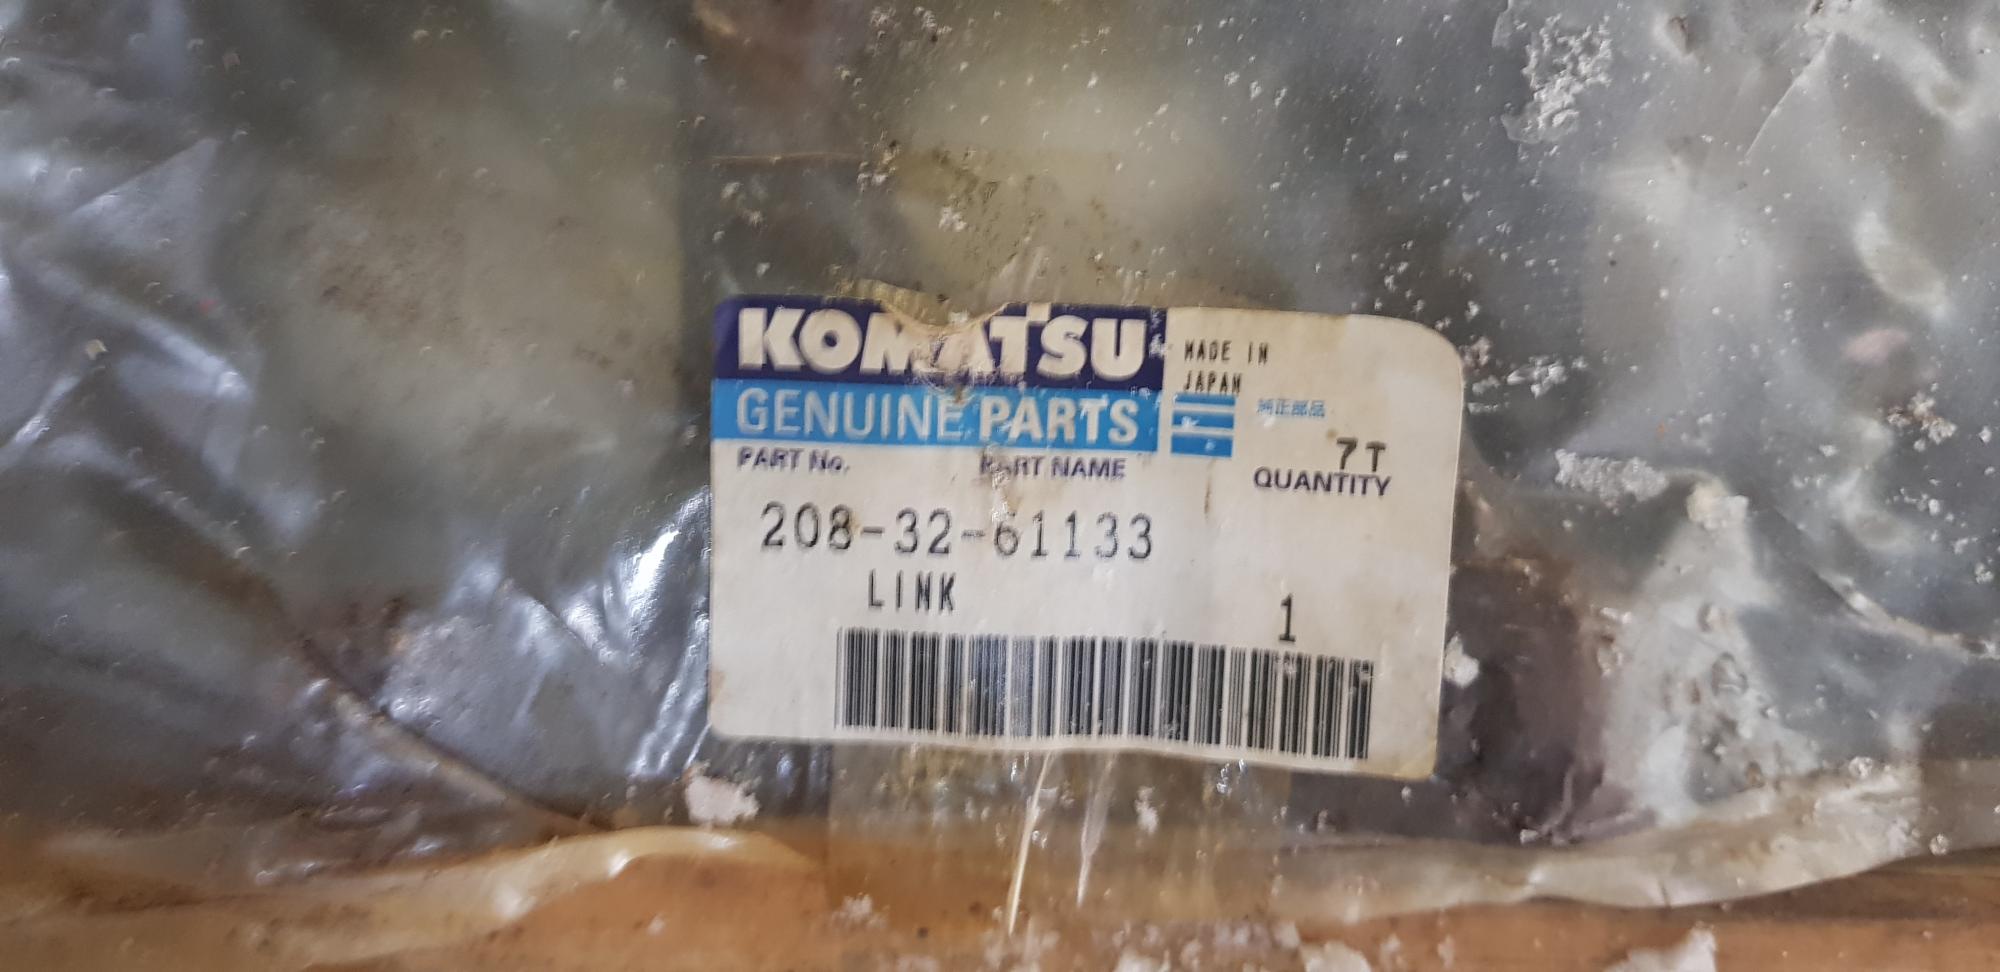 KOMATSU
MADE IN
JAPAN
GENUINE PARTS
純正部品
7T
PART No. PART NAME QUANTITY
208-32-61133
LINK
1